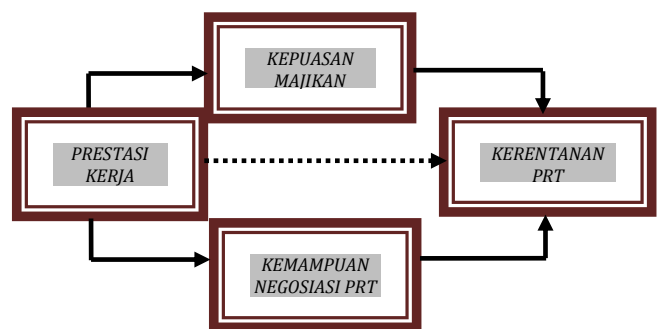 KEPUASAN
MAJIKAN
PRESTASI
KERJA
KERENTANAN
PRT
KEMAMPUAN
NEGOSIASI PRT